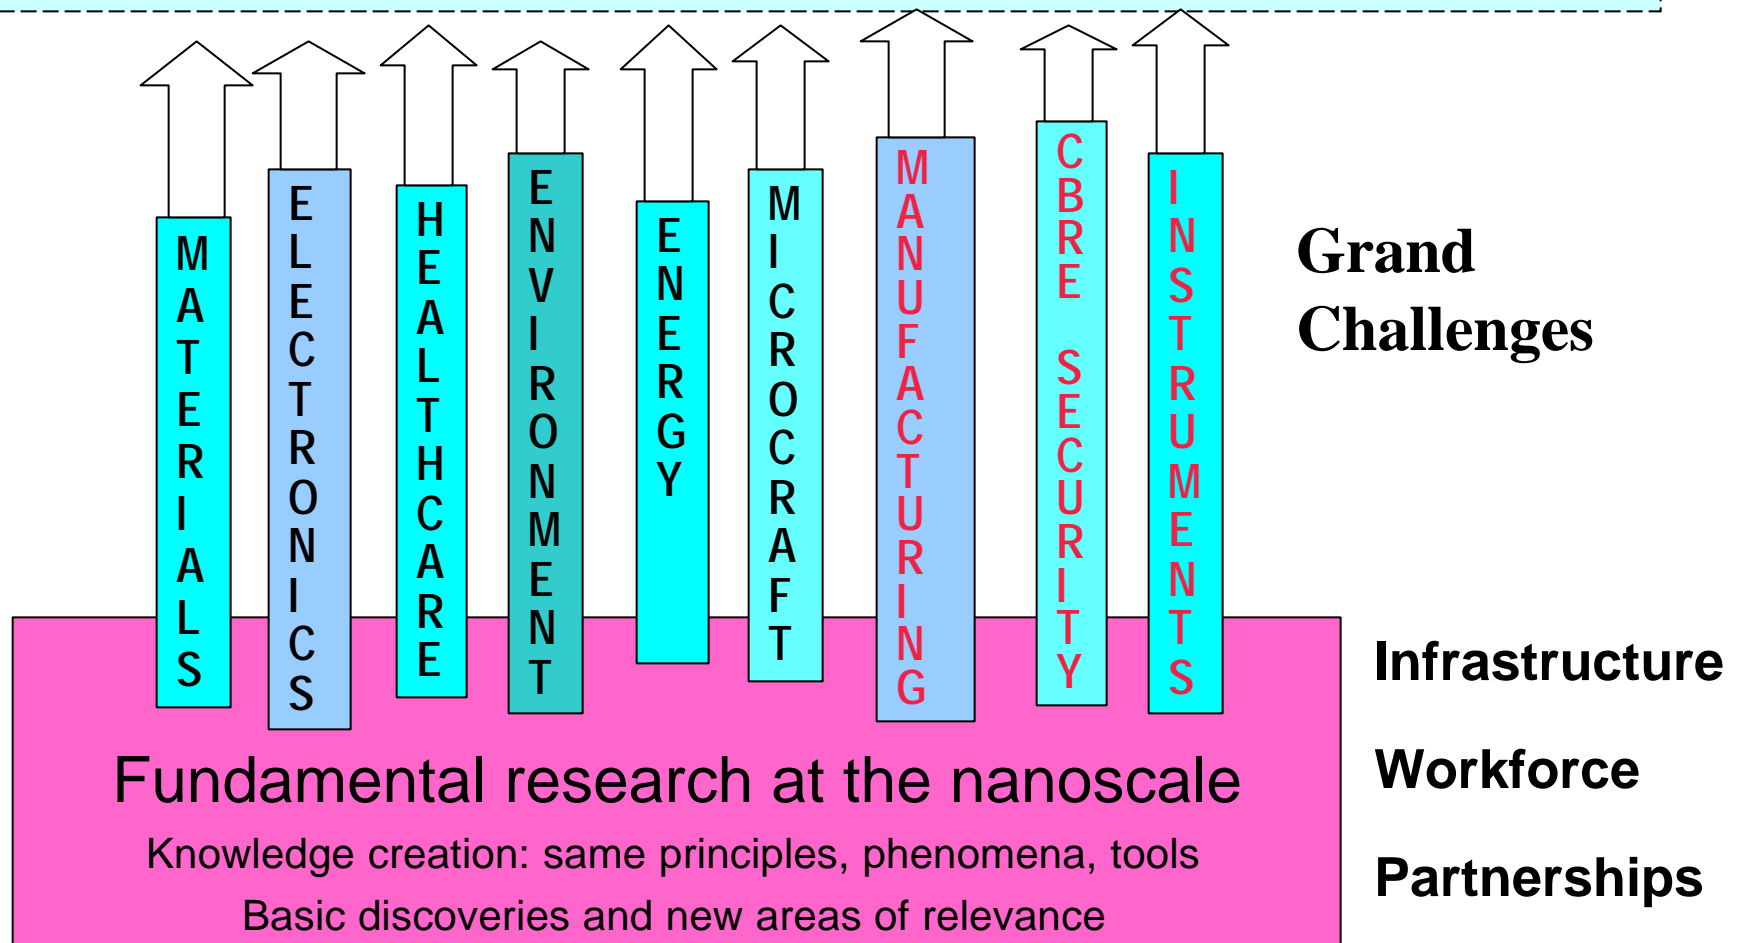 MATERIALS
ELECTRONICS
HEALTHCARE
ENVIRONMENT
ENERGY
MICROCRAFT
MANUFACTURING
CBRE SECURITY
INSTRUMENTS
Grand
Challenges
Fundamental research at the nanoscale
Knowledge creation: same principles, phenomena, tools
Basic discoveries and new areas of relevance
Infrastructure
Workforce
Partnerships